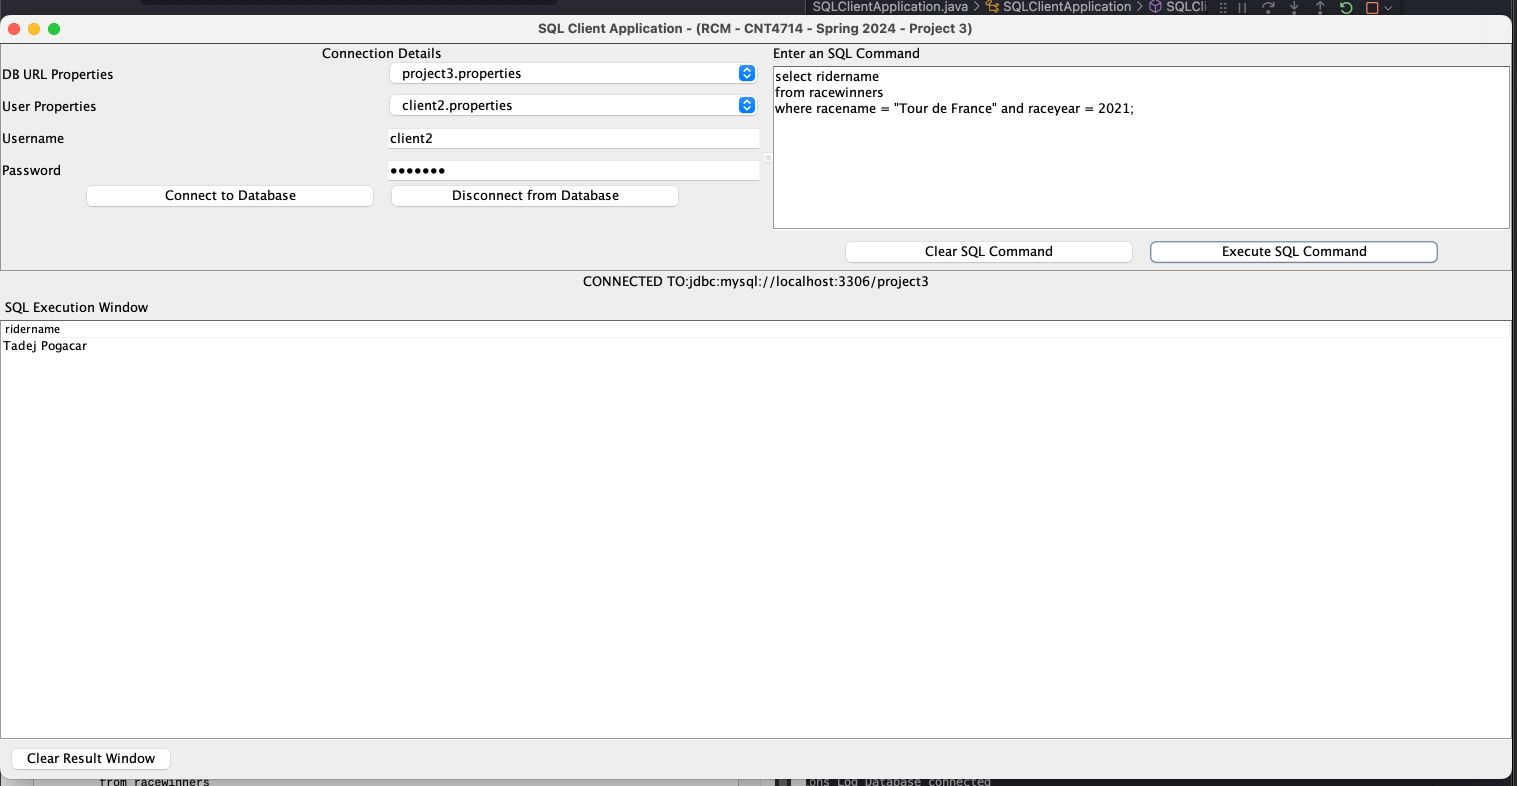 SQLClientApplication.java > SQLClientApplication > SQLCli
SQL Client Application - (RCM - CNT4714 - Spring 2024 - Project 3)
Connection Details
DB URL Properties
project3.properties
User Properties
client2.properties
Username
client2
Password
•••••••
Connect to Database
Disconnect from Database
Enter an SQL Command
select ridername
from racewinners
where racename = "Tour de France" and raceyear = 2021;
Clear SQL Command
Execute SQL Command
CONNECTED TO:jdbc:mysql://localhost:3306/project3
SQL Execution Window
ridername
Tadej Pogacar
Clear Result Window
from racewinners
ons Log Database connected